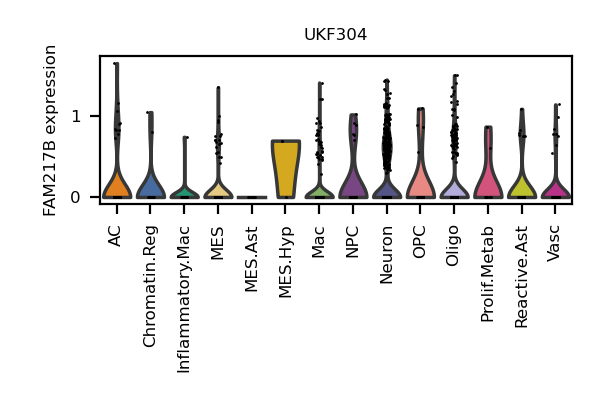 UKF304
FAM217B expression
1
0
AC
Chromatin.Reg
Inflammatory.Mac
MES
MES.Ast
MES.Hyp
Mac
NPC
Neuron
OPC
Oligo
Prolif.Metab
Reactive.Ast
Vasc